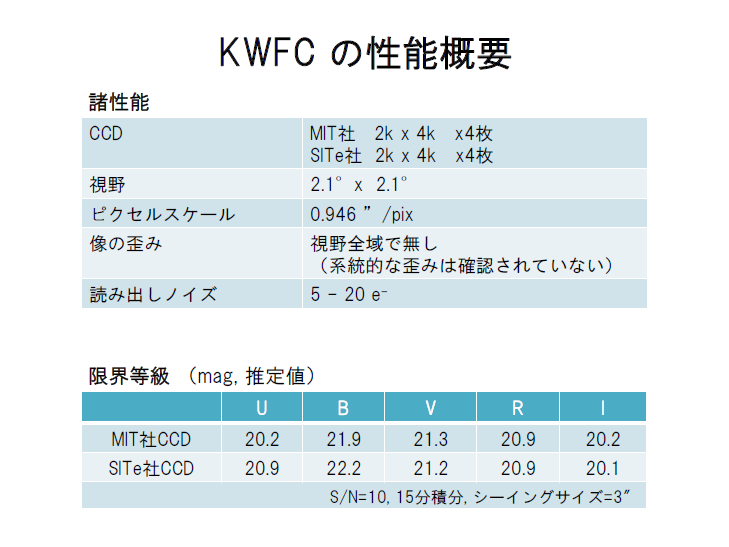 KWFC の性能概要
諸性能
CCD MIT社 2k x 4k x4枚
SITe社 2k x 4k x4枚
視野 2.1° x 2.1°
ピクセルスケール 0.946 ”/pix
像の歪み 視野全域で無し
（系統的な歪みは確認されていない）
読み出しノイズ 5 – 20 e⁻
限界等級 （mag, 推定値）
U B V R I
MIT社CCD 20.2 21.9 21.3 20.9 20.2
SITe社CCD 20.9 22.2 21.2 20.9 20.1
S/N=10, 15分積分, シーイングサイズ=3″